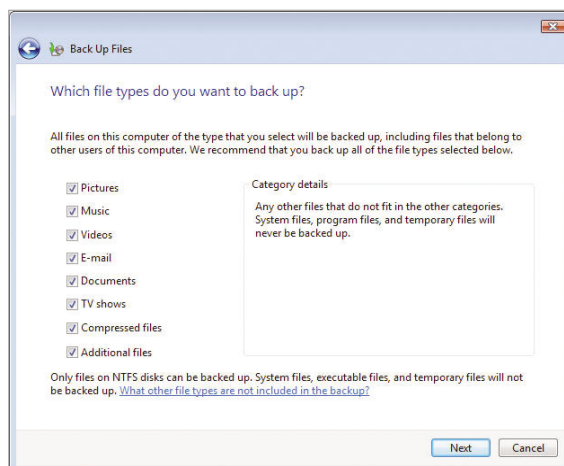 Back Up Files
Which file types do you want to back up?
All files on this computer of the type that you select will be backed up, including files that belong to
other users of this computer. We recommend that you back up all of the file types selected below.
Pictures
Music
Videos
E-mail
Documents
TV shows
Compressed files
Additional files
Category details
Any other files that do not fit in the other categories.
System files, program files, and temporary files will
never be backed up.
Only files on NTFS disks can be backed up. System files, executable files, and temporary files will not
be backed up. What other file types are not included in the backup?
Next
Cancel